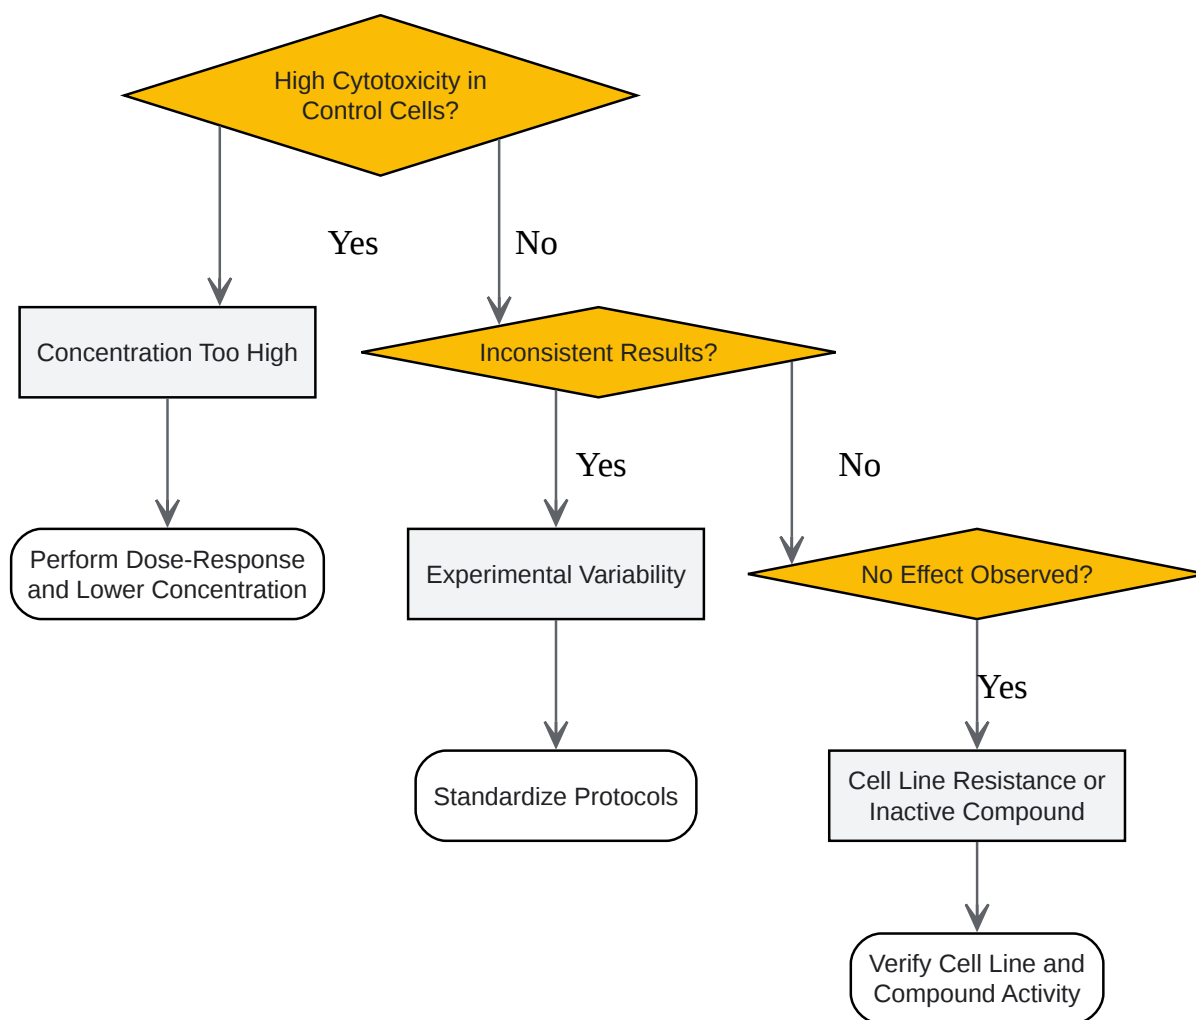 High Cytotoxicity in
Control Cells?
Yes
No
Concentration Too High
Inconsistent Results?
Yes
No
Perform Dose-Response
and Lower Concentration
Experimental Variability
No Effect Observed?
Yes
Standardize Protocols
Cell Line Resistance or
Inactive Compound
Verify Cell Line and
Compound Activity